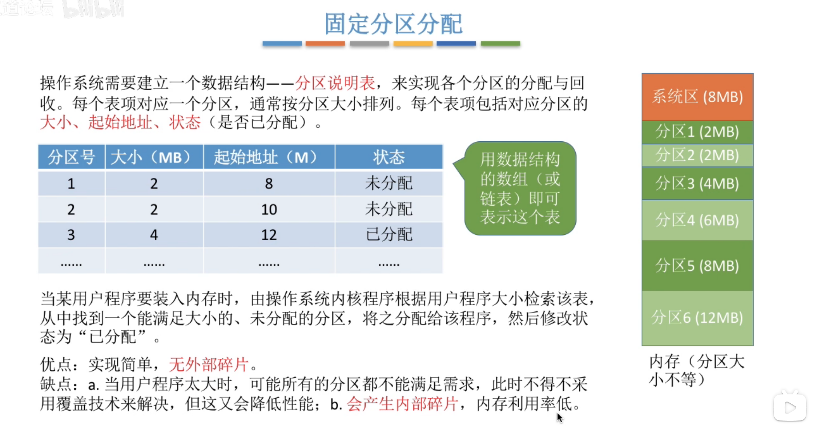 固定分区分配
操作系统需要建立一个数据结构——分区说明表，来实现各个分区的分配与回
收。每个表项对应一个分区，通常按分区大小排列。每个表项包括对应分区的
大小、起始地址、状态（是否已分配）。
分区号 大小（MB） 起始地址（M） 状态
1 2 8 未分配
2 2 10 未分配
3 4 12 已分配
…… …… …… ……
用数据结构
的数组（或
链表）即可
表示这个表
当某用户程序要装入内存时，由操作系统内核程序根据用户程序大小检索该表，
从中找到一个能满足大小的、未分配的分区，将之分配给该程序，然后修改状
态为“已分配”。
优点：实现简单，无外部碎片。
缺点：a. 当用户程序太大时，可能所有的分区都不能满足需求，此时不得不采
用覆盖技术来解决，但这又会降低性能；b. 会产生内部碎片，内存利用率低。
系统区 (8MB)
分区1 (2MB)
分区2 (2MB)
分区3 (4MB)
分区4 (6MB)
分区5 (8MB)
分区6 (12MB)
内存（分区大
小不等）